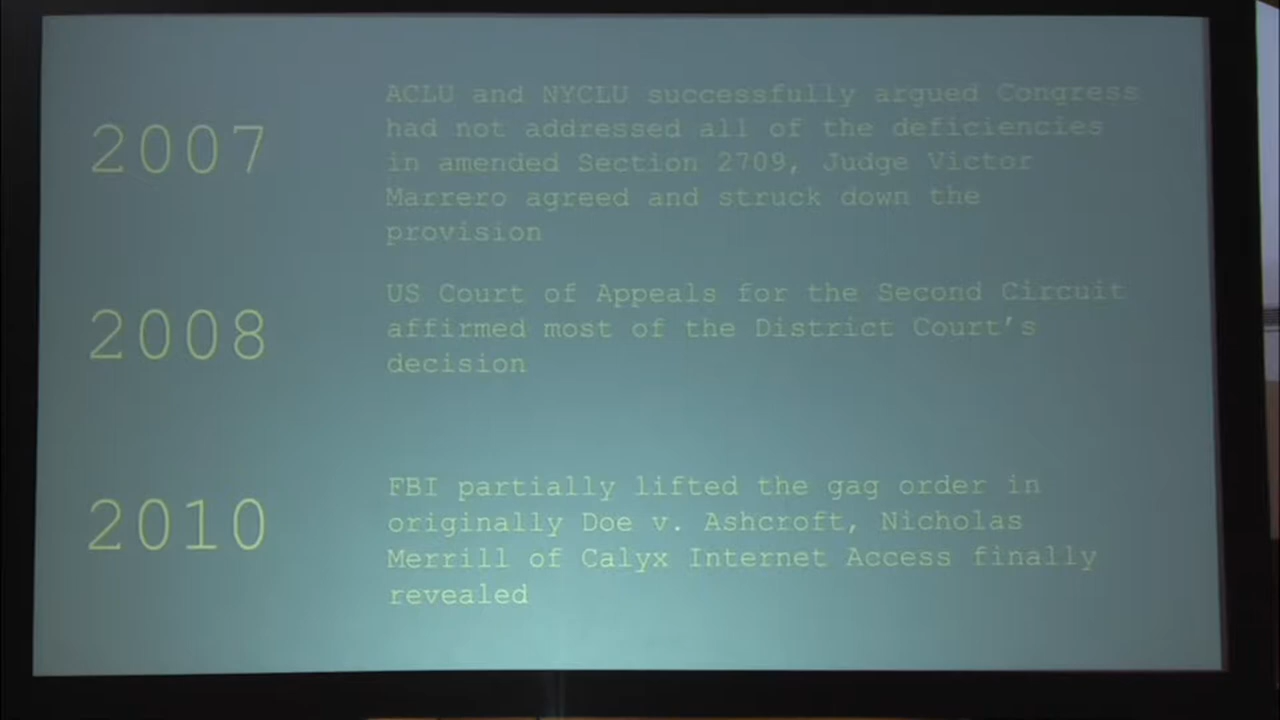 2007
ACLU and NYCLU successfully argued Congress
had not addressed all of the deficiencies
in amended Section 2709, Judge Victor
Marrero agreed and struck down the
provision
2008
US Court of Appeals for the Second Circuit
affirmed most of the District Court's
decision
2010
FBI partially lifted the gag order in
originally Doe v. Ashcroft, Nicholas
Merrill of Calyx Internet Access finally
revealed